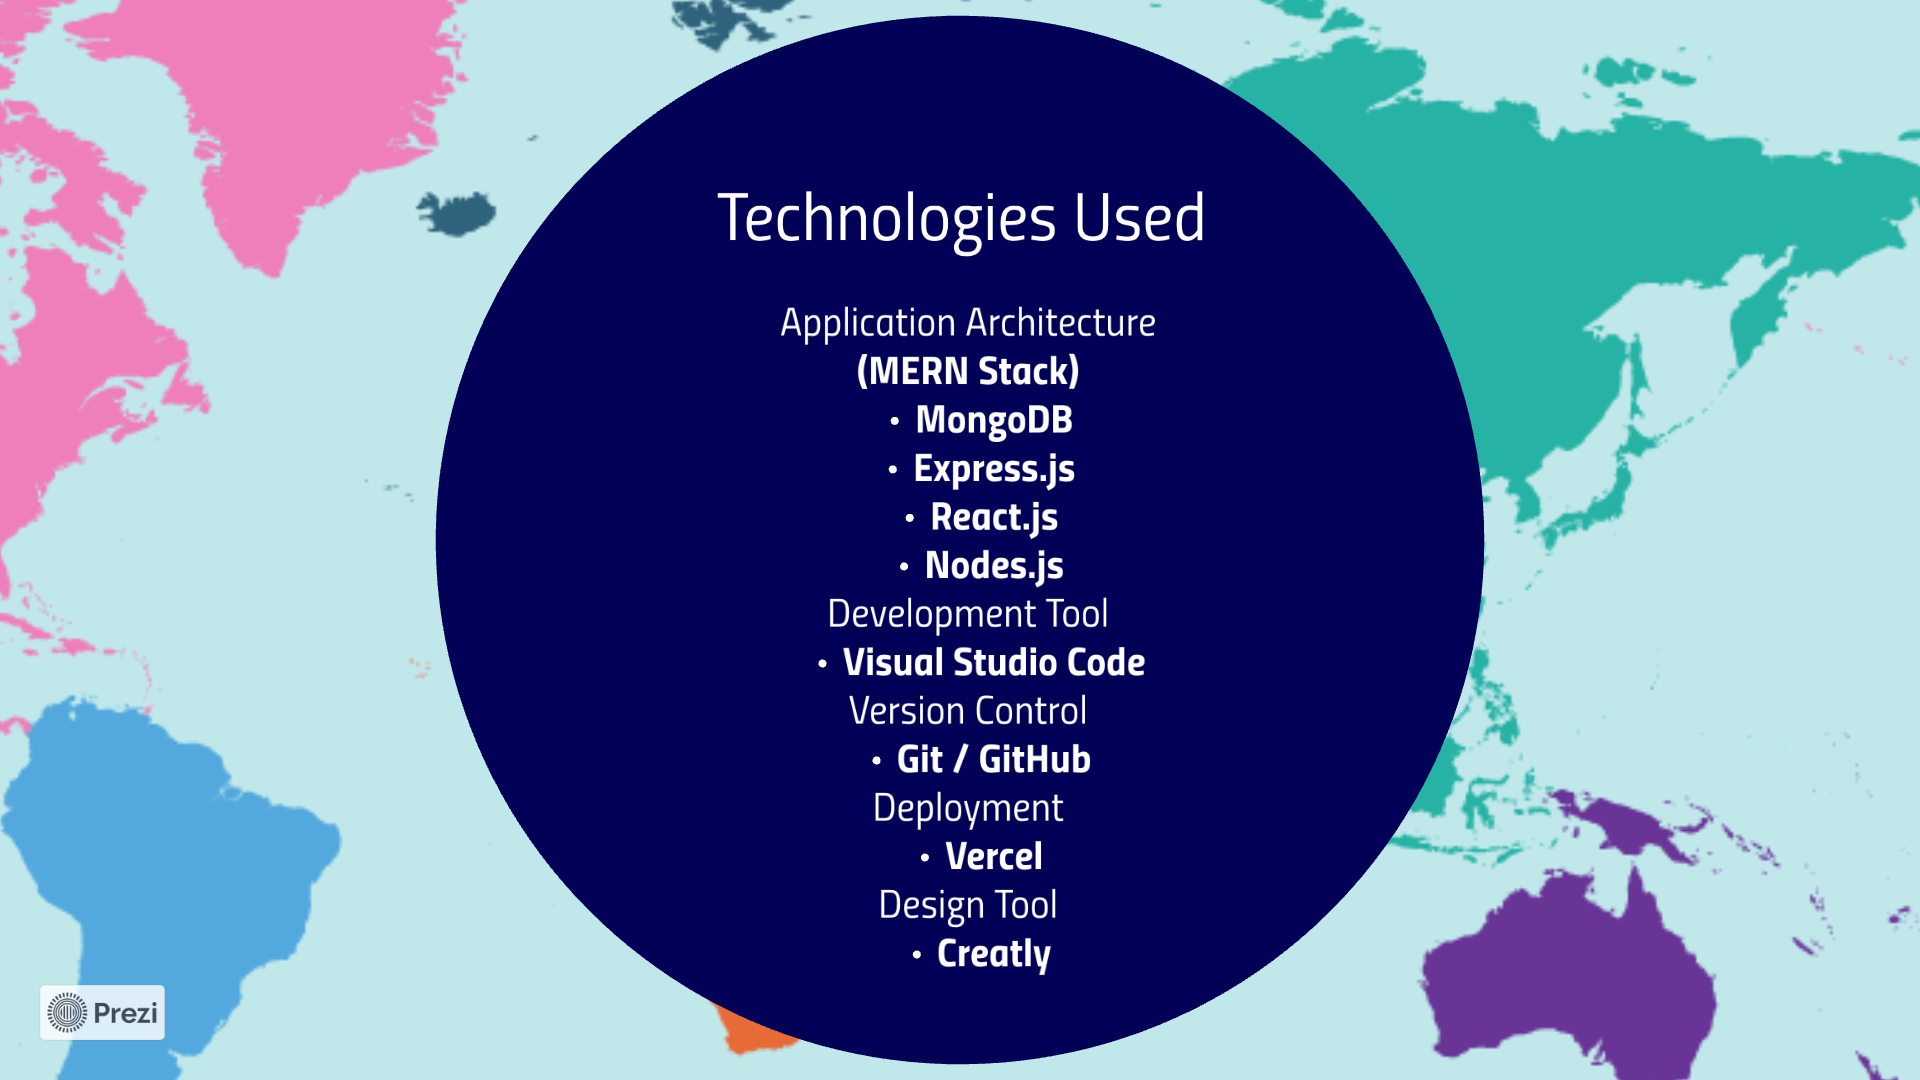 Technologies Used
Application Architecture
(MERN Stack)
• MongoDB
• Express.js
• React.js
• Nodes.js
Development Tool
• Visual Studio Code
Version Control
• Git / GitHub
Deployment
• Vercel
Design Tool
• Creatly
Prezi